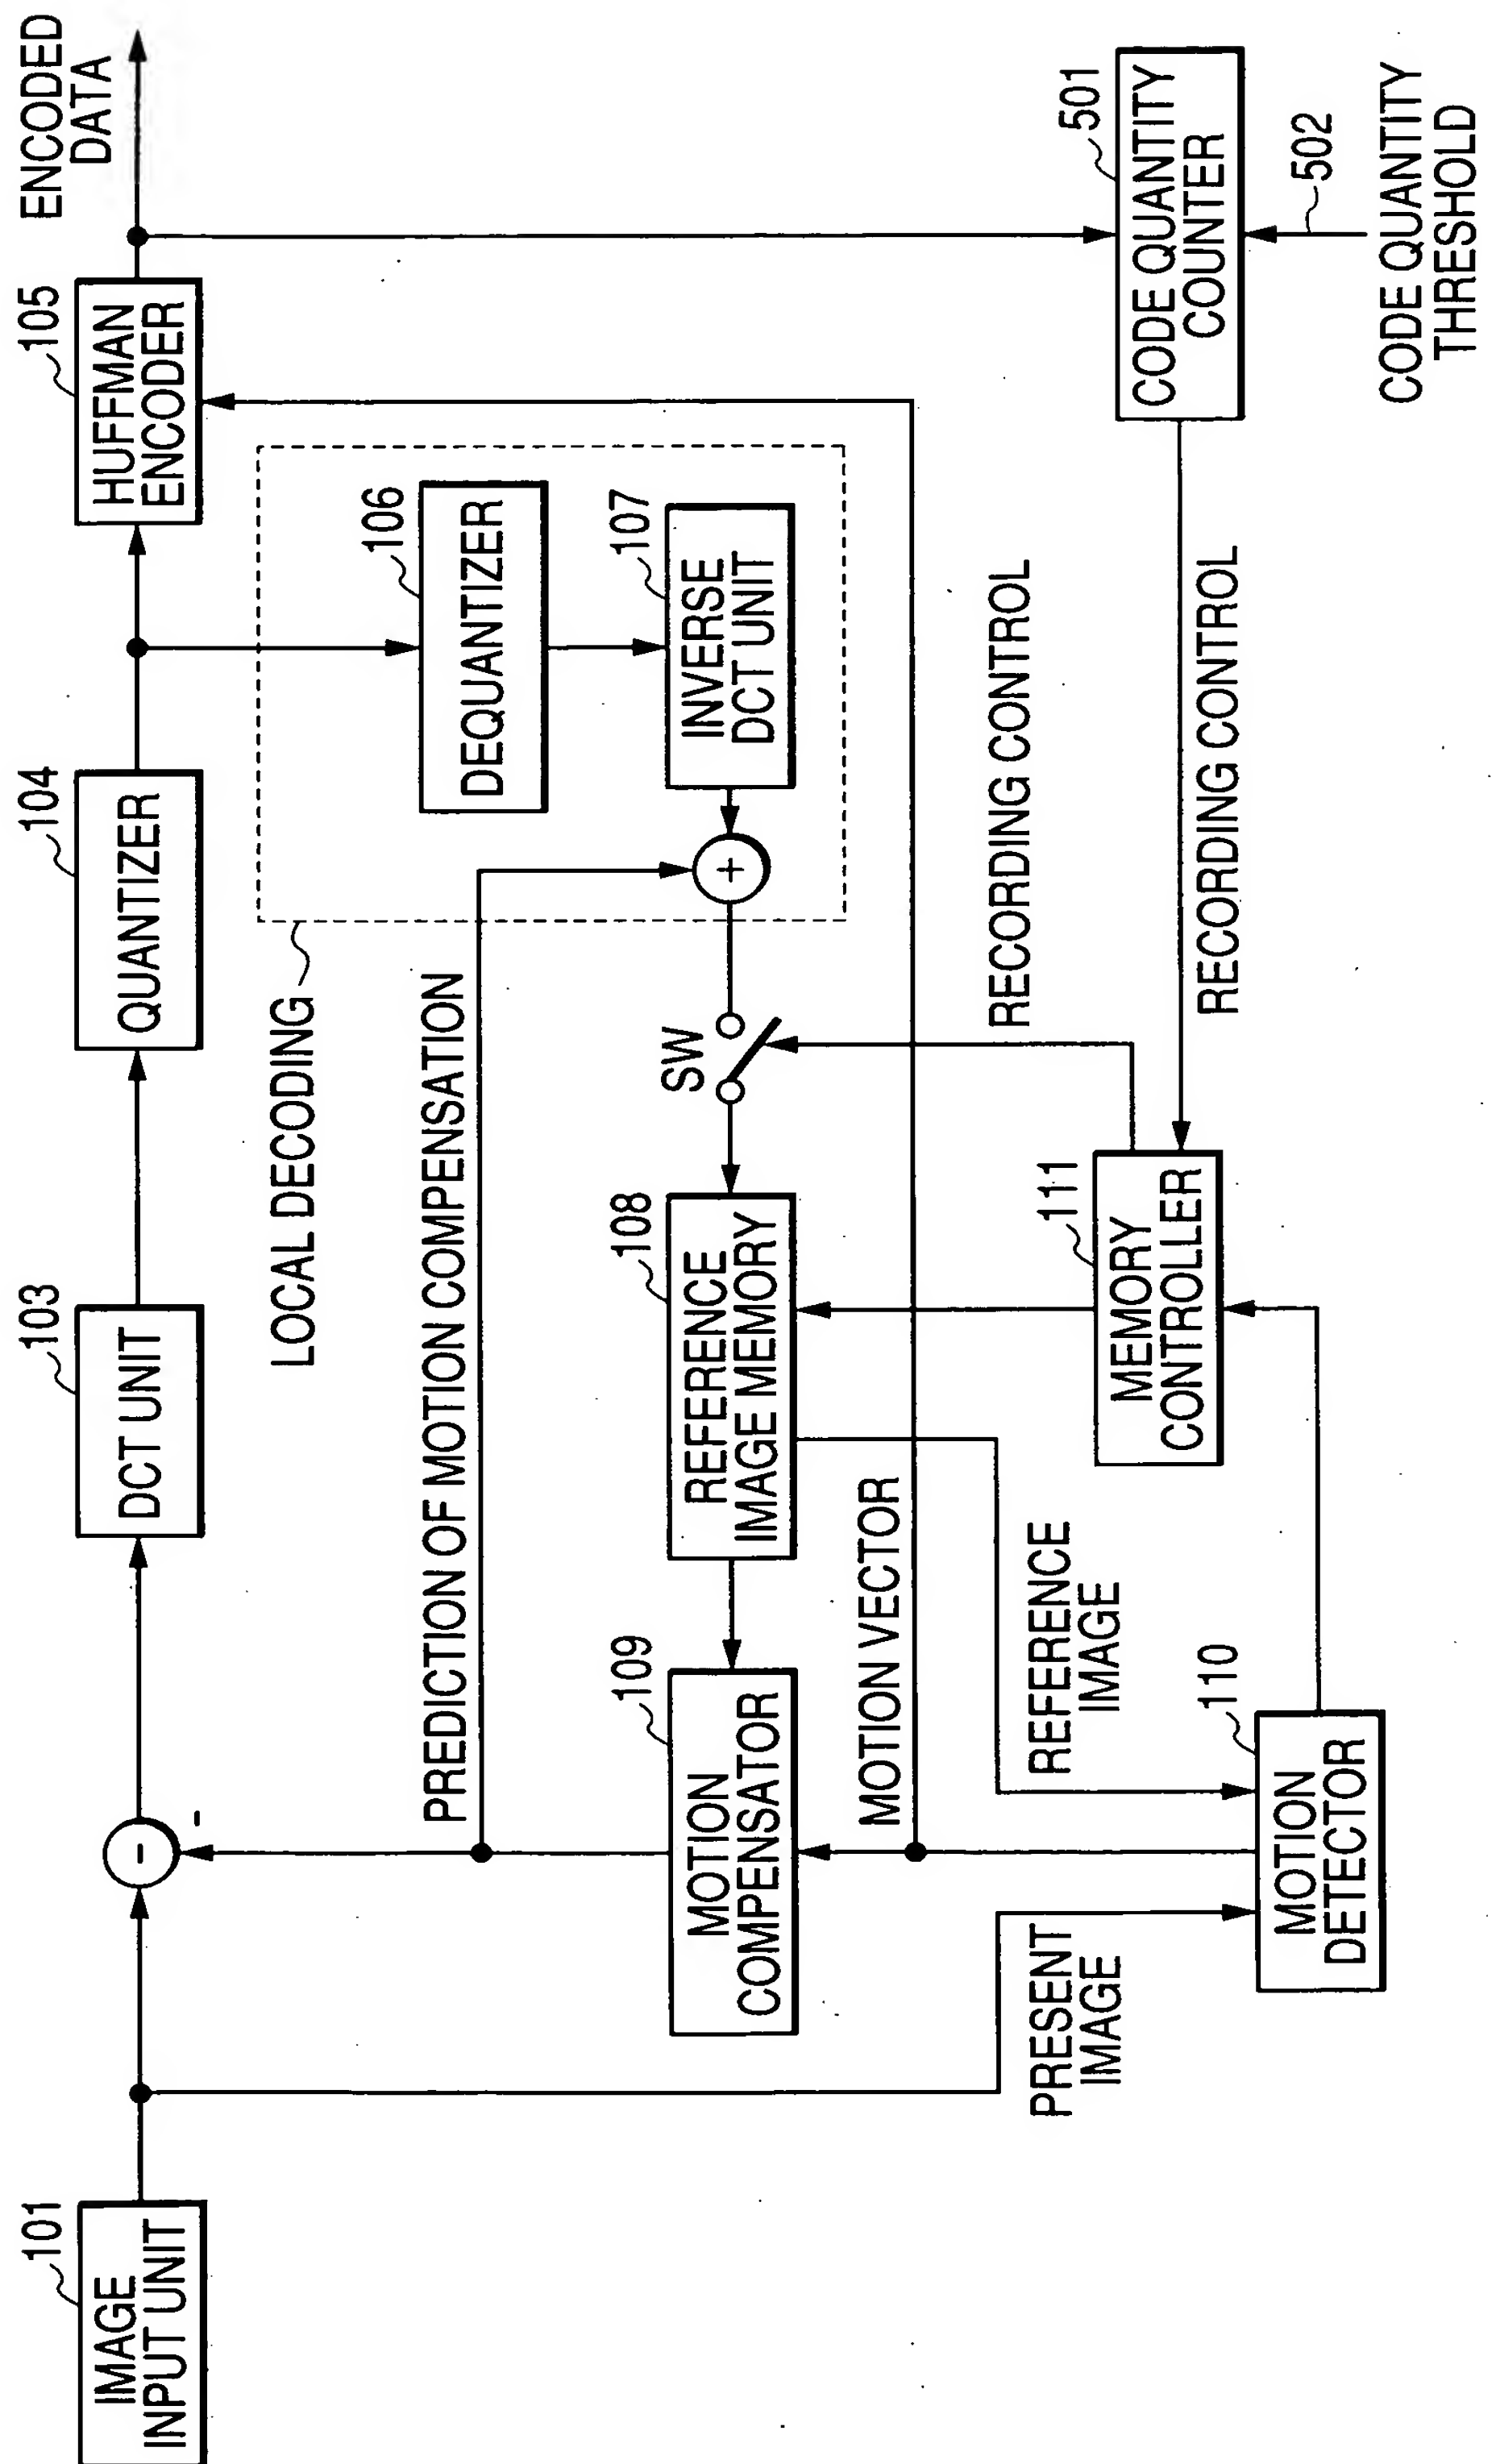 101
IMAGE
INPUT UNIT
-
-
103
DCT UNIT
104
QUANTIZER
105
HUFFMAN
ENCODER
ENCODED
DATA
LOCAL DECODING
106
DEQUANTIZER
107
INVERSE
DCT UNIT
+
PREDICTION OF MOTION COMPENSATION
SW
108
REFERENCE
IMAGE MEMORY
109
MOTION
COMPENSATOR
MOTION VECTOR
PRESENT
IMAGE
REFERENCE
IMAGE
110
MOTION
DETECTOR
111
MEMORY
CONTROLLER
RECORDING CONTROL
RECORDING CONTROL
501
CODE QUANTITY
COUNTER
502
CODE QUANTITY
THRESHOLD